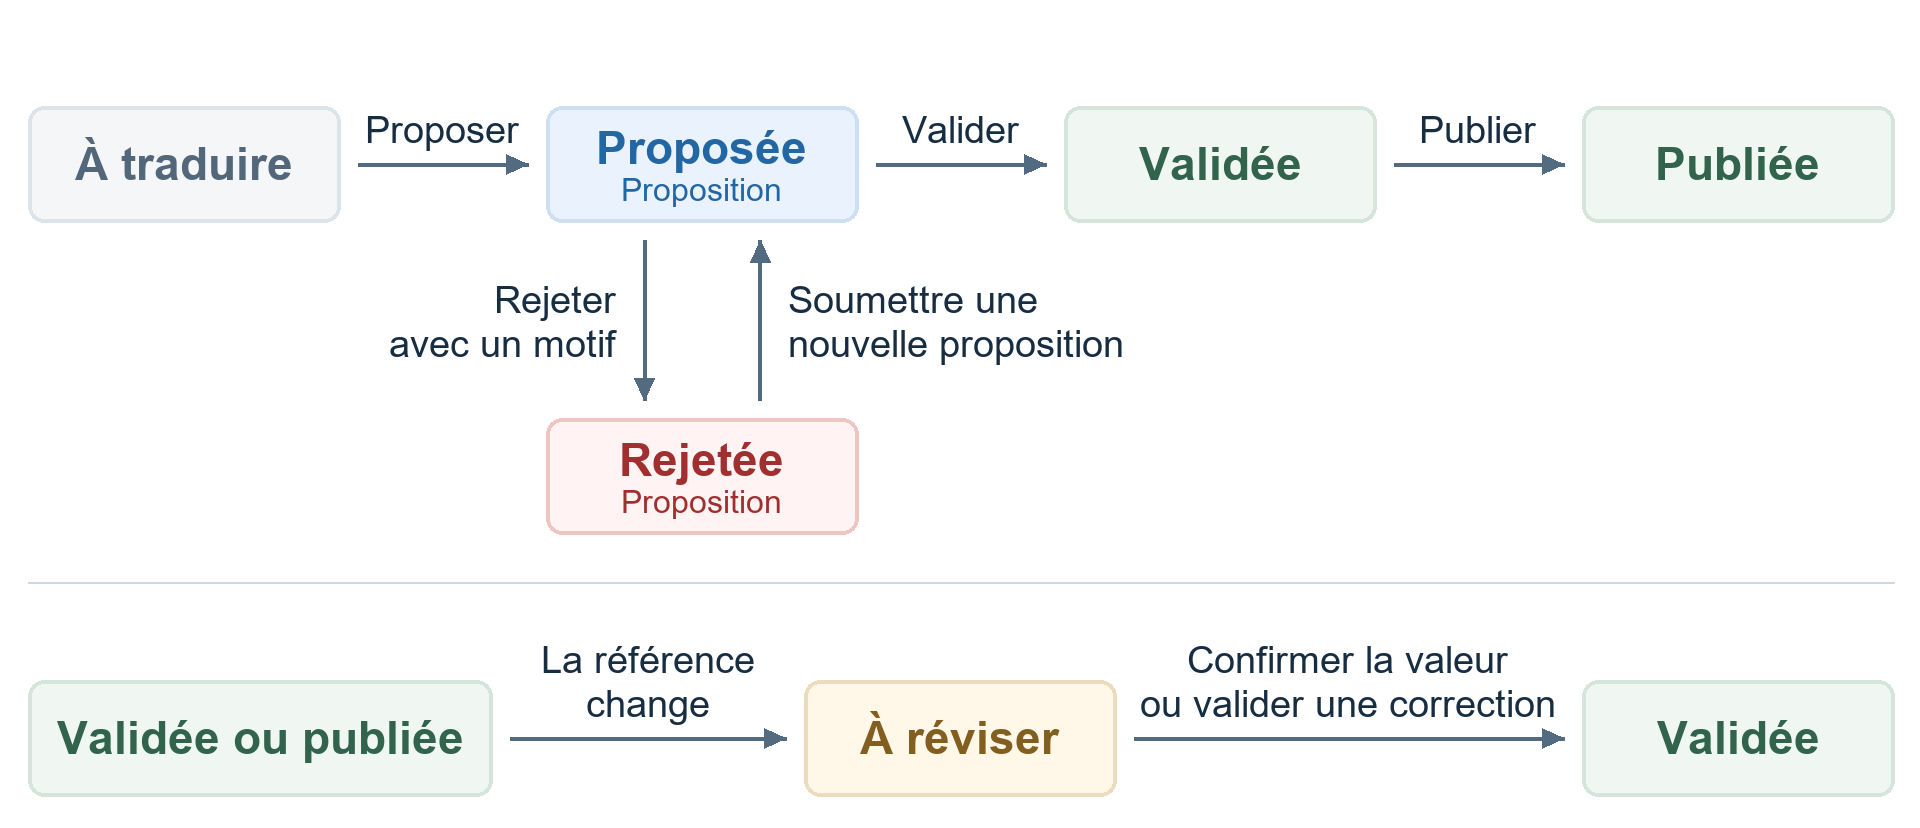 À traduire
Proposer
Proposée
Proposition
Valider
Validée
Publier
Publiée
Rejeter
avec un motif
Soumettre une
nouvelle proposition
Rejetée
Proposition
Validée ou publiée
La référence
change
À réviser
Confirmer la valeur
ou valider une correction
Validée